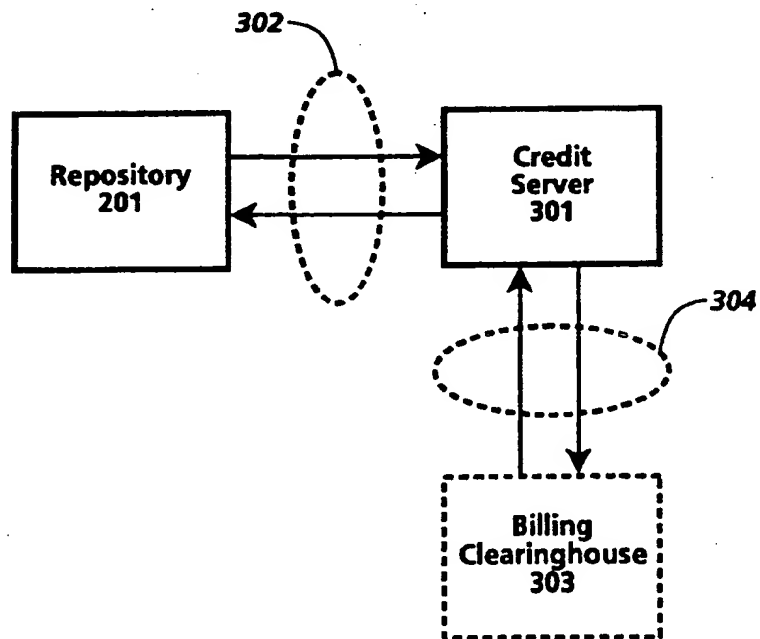 302
Repository
201
Credit
Server
301
304
Billing
Clearinghouse
303